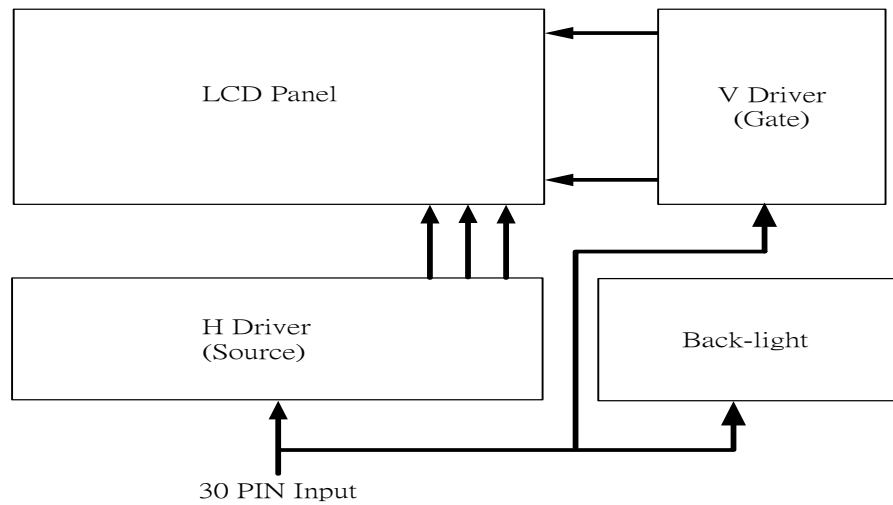 LCD Panel
V Driver
(Gate)
H Driver
(Source)
Back-light
30 PIN Input